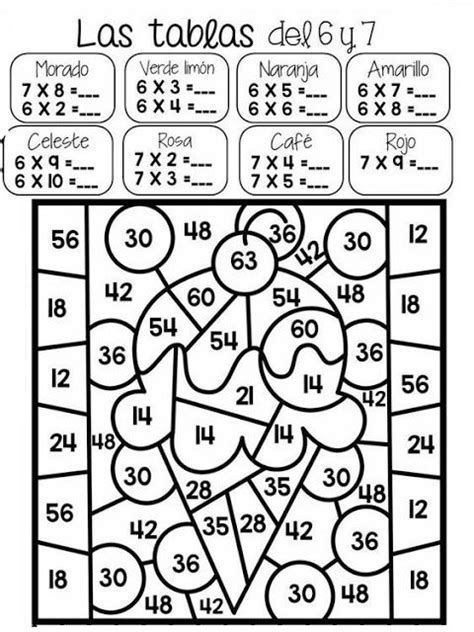 Las tablas del 6 y 7
Morado
7 X 8 =___
6 X 2 =___
Verde limón
6 X 3 =___
6 X 4 =___
Naranja
6 X 5 =___
6 X 6 =___
Amarillo
6 X 7 =___
6 X 8 =___
Celeste
6 X 9 =___
6 X 10 =___
Rosa
7 X 2 =___
7 X 3 =___
Café
7 X 4 =___
7 X 5 =___
Rojo
7 X 9 =___
56 30 48 36 42 30 12
63
18 42 60 54 48 18
54 54 60
36 36
12 21 14 42 56
14
24 48 14 14 24
30 28 35 30 48
56 42 35 28 42 12
36 36
18 30 48 42 30 48 18